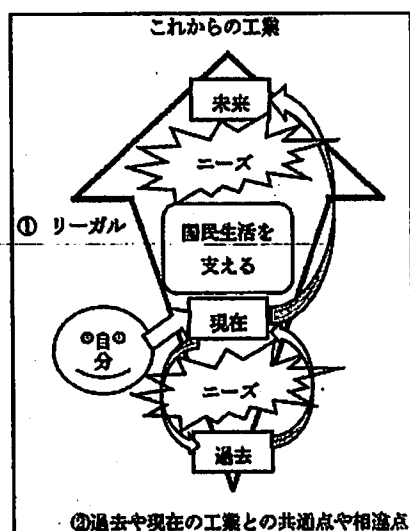 これからの工業
未来
ニーズ
① リーガル
国民生活を
支える
現在
自
分
ニーズ
過去
②過去や現在の工業との共通点や相違点